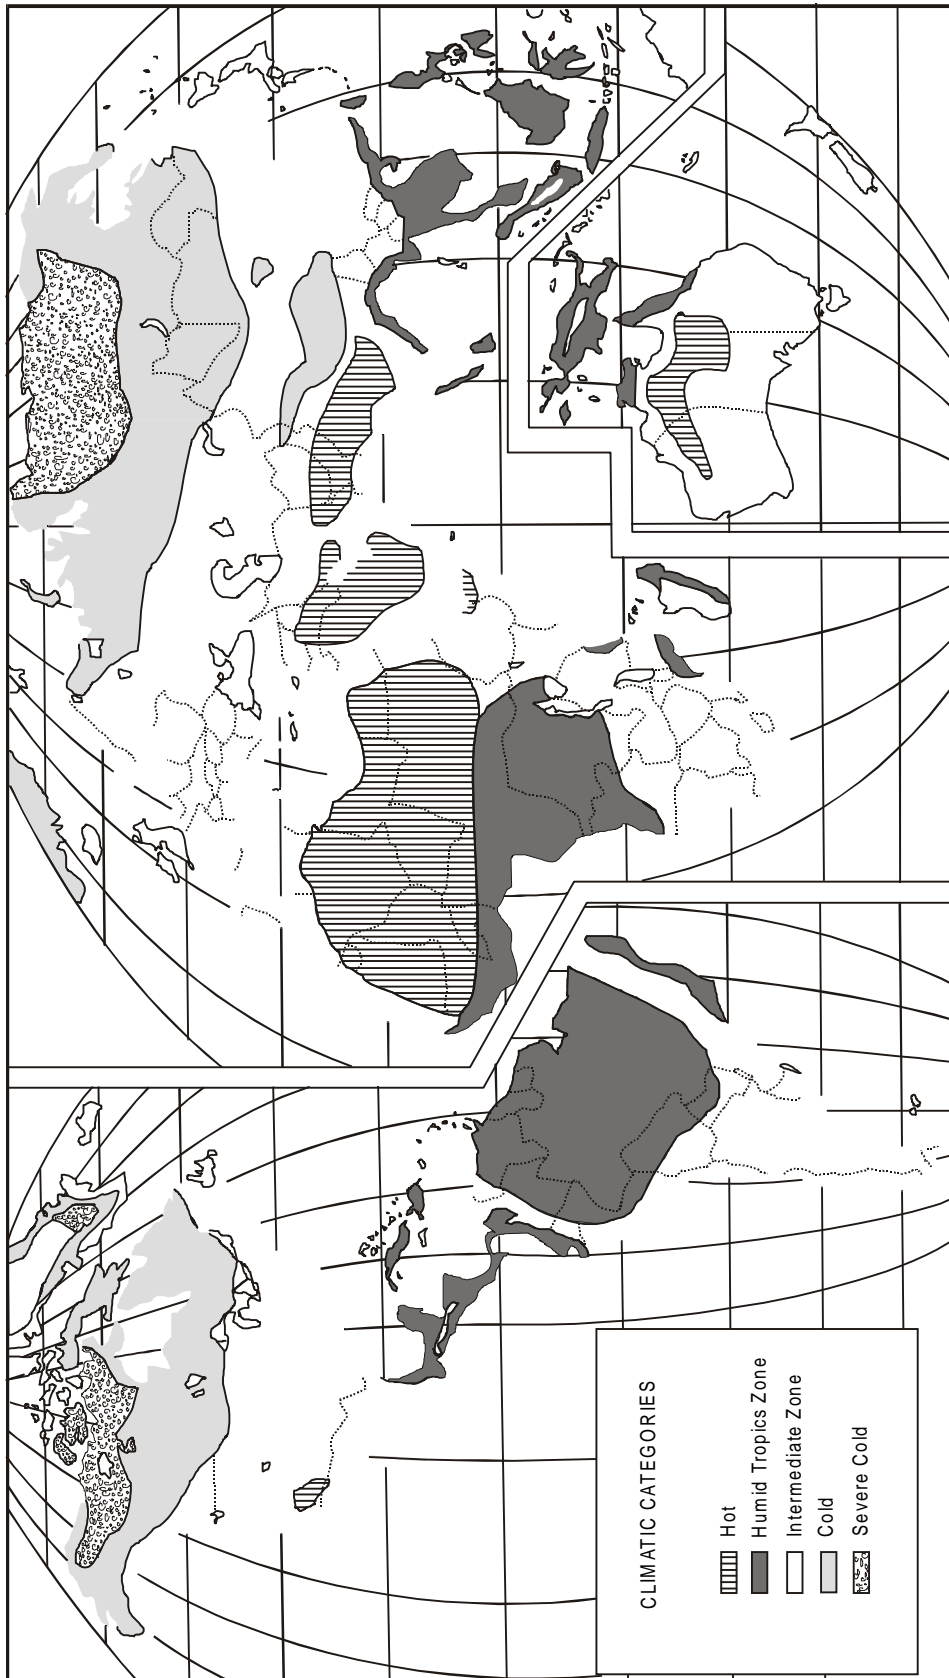 CLIMATIC CATEGORIES
Hot
Humid Tropics Zone
Intermediate Zone
Cold
Severe Cold